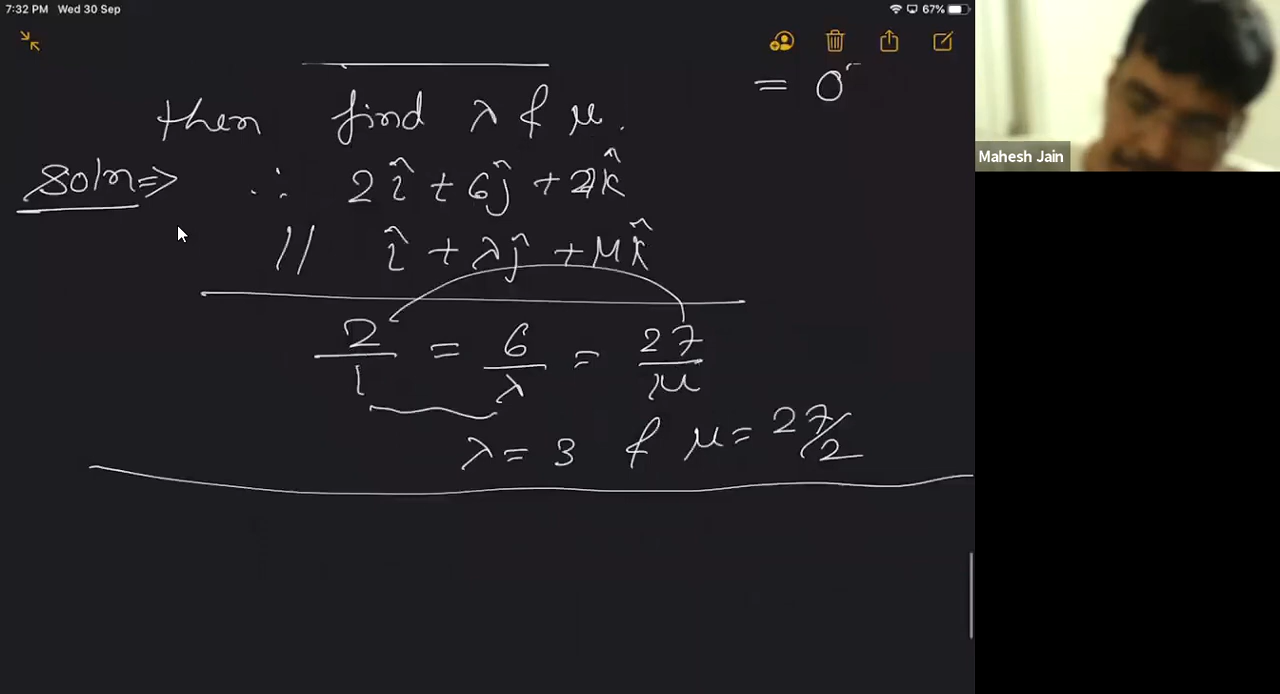 7:32 PM Wed 30 Sep 67%
= 0
then find λ & μ.
Soln ⇒ ∴ 2î + 6ĵ + 27k̂
// î + λĵ + μk̂
2/1 = 6/λ = 27/μ
λ = 3 & μ = 27/2
Mahesh Jain